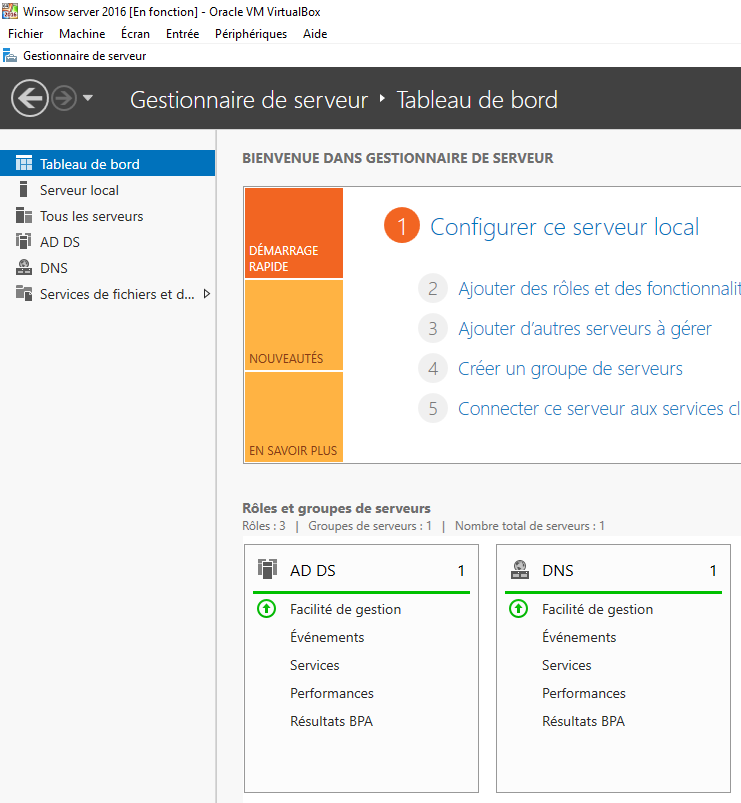 Winsow server 2016 [En fonction] - Oracle VM VirtualBox
Fichier Machine Écran Entrée Périphériques Aide
Gestionnaire de serveur
Gestionnaire de serveur ‣ Tableau de bord
Tableau de bord
Serveur local
Tous les serveurs
AD DS
DNS
Services de fichiers et d...
BIENVENUE DANS GESTIONNAIRE DE SERVEUR
DÉMARRAGE
RAPIDE
NOUVEAUTÉS
EN SAVOIR PLUS
1 Configurer ce serveur local
2 Ajouter des rôles et des fonctionnalit
3 Ajouter d'autres serveurs à gérer
4 Créer un groupe de serveurs
5 Connecter ce serveur aux services cl
Rôles et groupes de serveurs
Rôles : 3 | Groupes de serveurs : 1 | Nombre total de serveurs : 1
AD DS 1
Facilité de gestion
Événements
Services
Performances
Résultats BPA
DNS 1
Facilité de gestion
Événements
Services
Performances
Résultats BPA